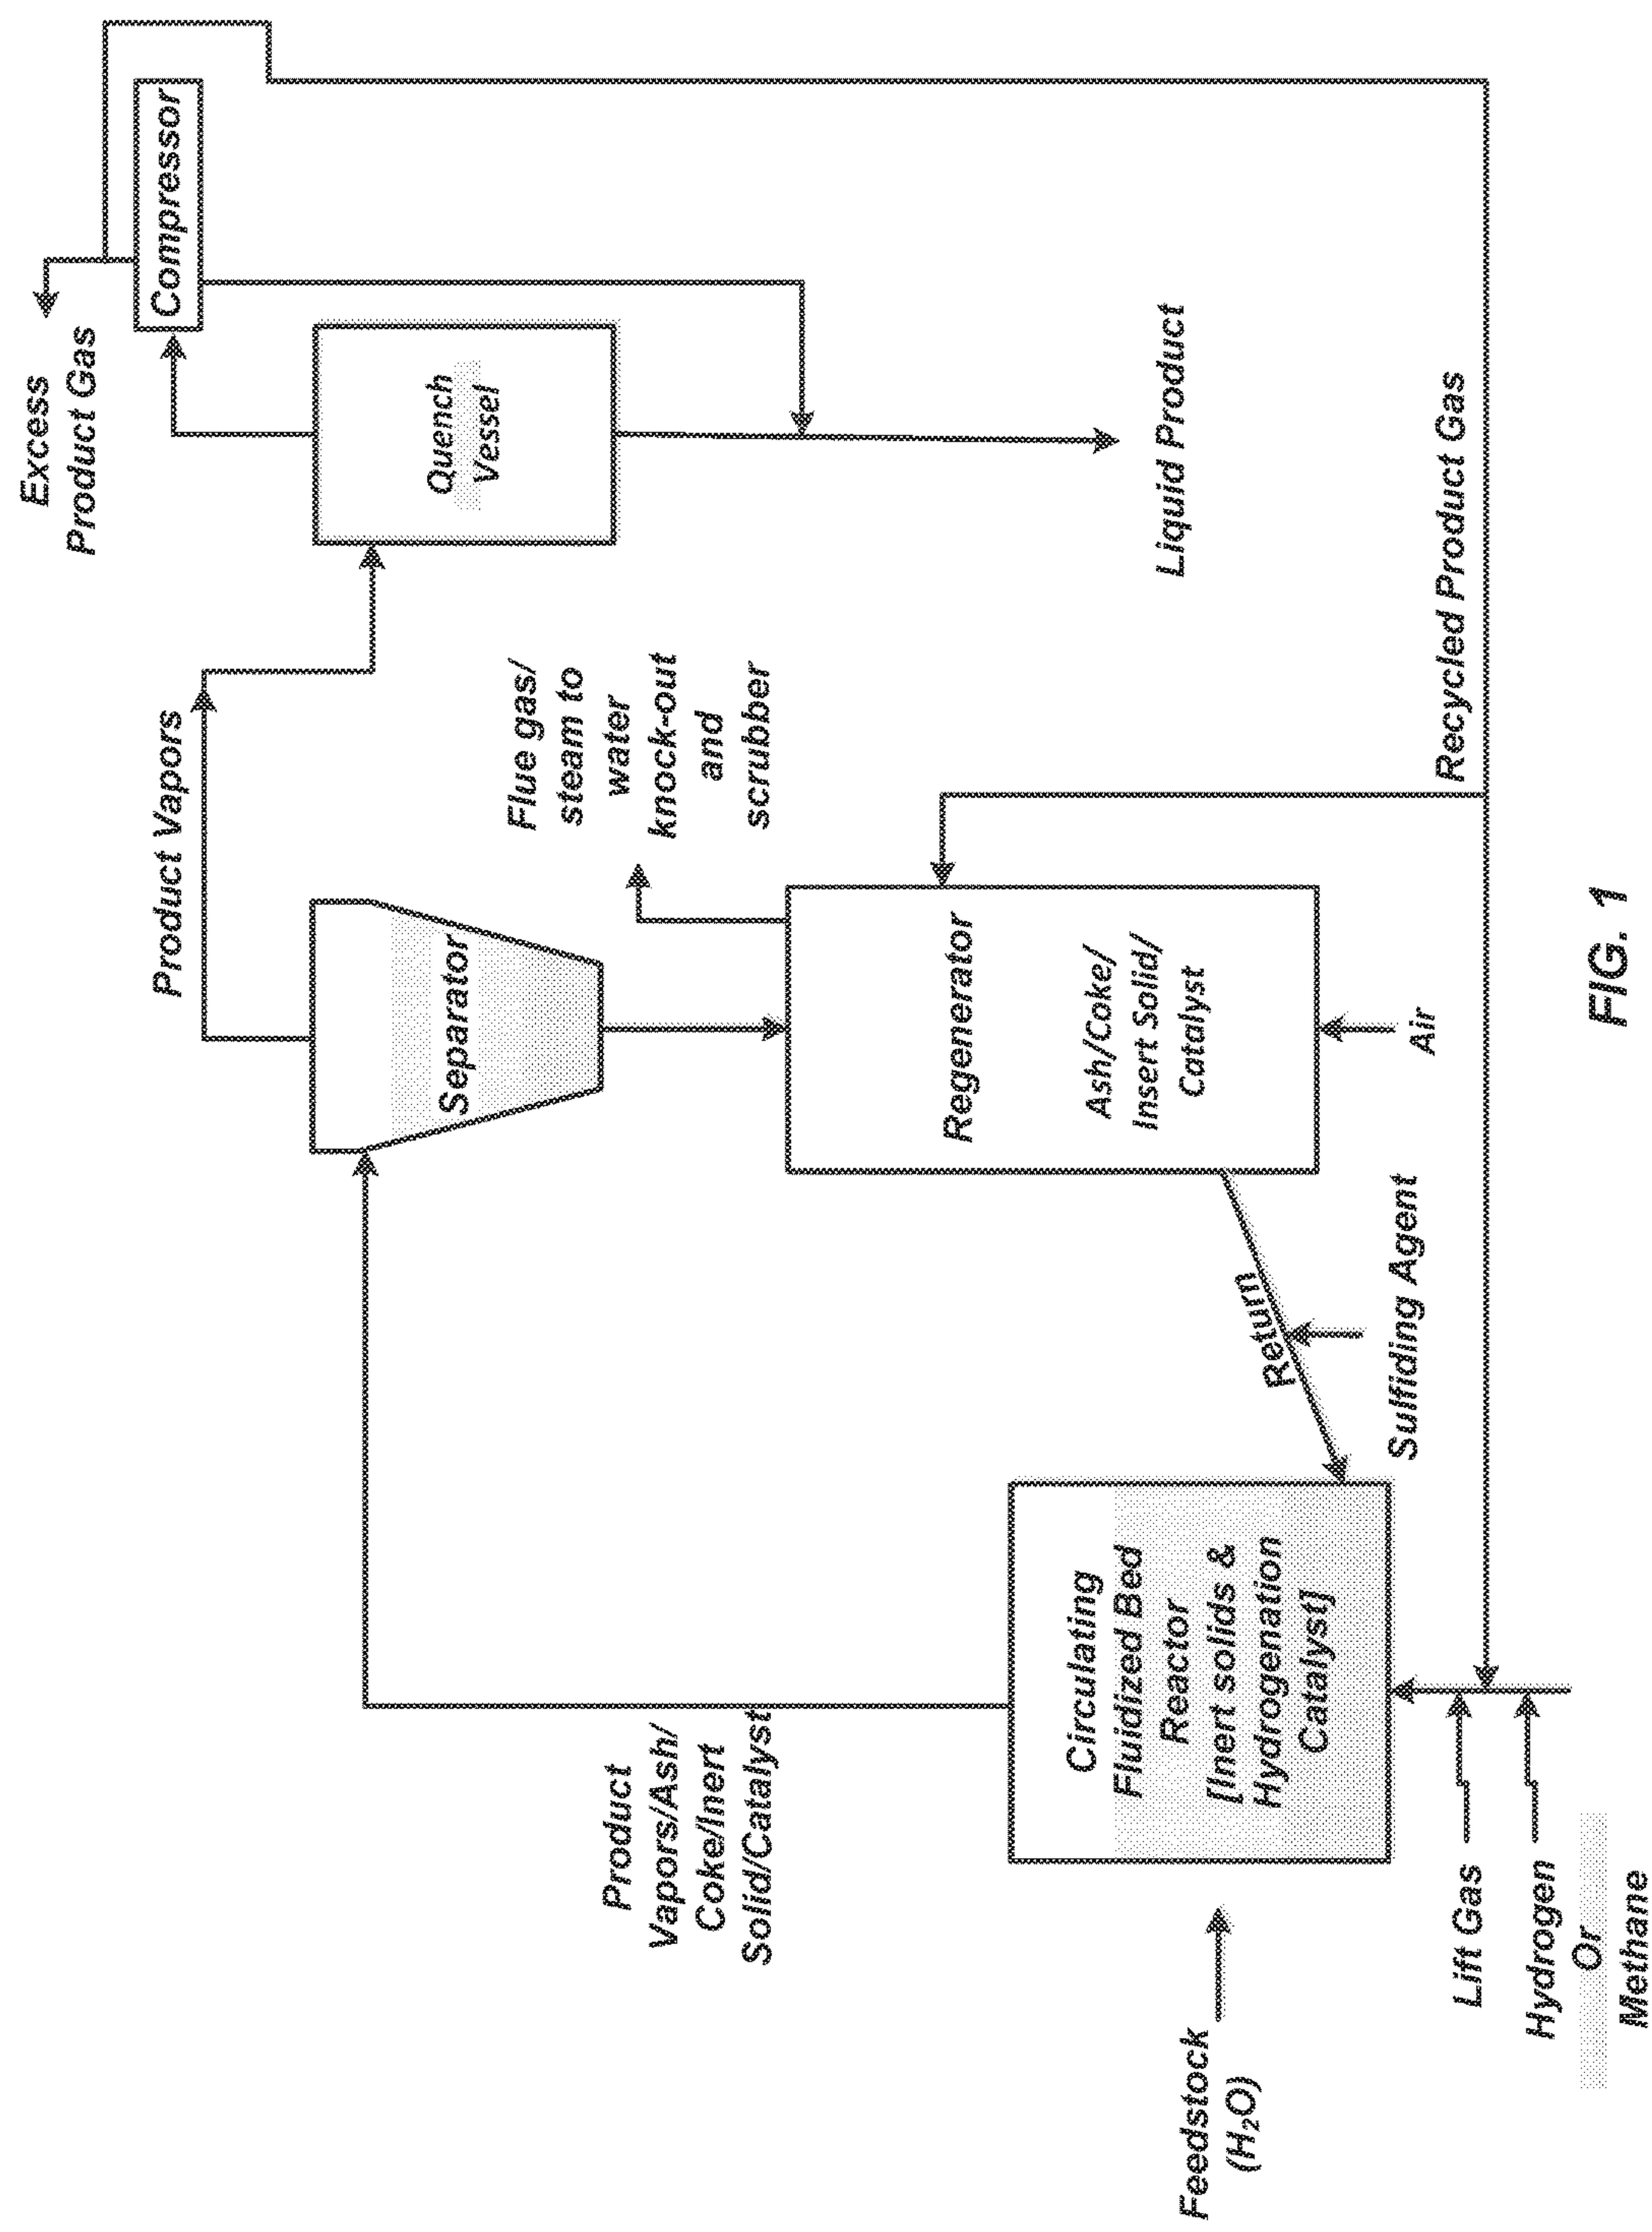 Excess
Product Gas
Compressor
Product Vapors
Quench
Vessel
Separator
Flue gas/
steam to
water
knock-out
and
scrubber
Product
Vapors/Ash/
Coke/Inert
Solid/Catalyst
Regenerator
Ash/Coke/
Insert Solid/
Catalyst
Liquid Product
Circulating
Fluidized Bed
Reactor
[Inert solids &
Hydrogenation
Catalyst]
Return
Feedstock
(H₂O)
Sulfiding Agent
Air
Recycled Product Gas
Lift Gas
Hydrogen
Or
Methane
FIG. 1